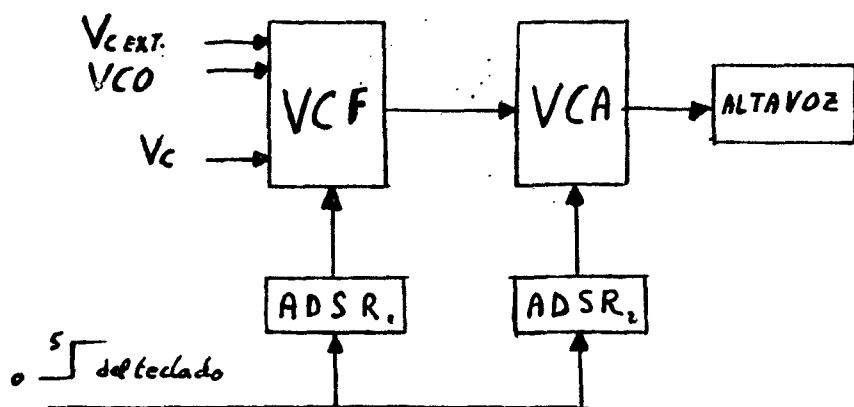 VC EXT.
VCO
VC
VCF
VCA
ALTAVOZ
ADSR1
ADSR2
5
0
del teclado